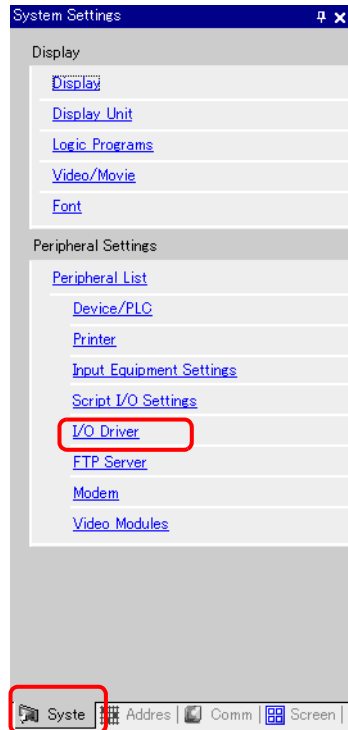 System Settings
Display
Display
Display Unit
Logic Programs
Video/Movie
Font
Peripheral Settings
Peripheral List
Device/PLC
Printer
Input Equipment Settings
Script I/O Settings
I/O Driver
FTP Server
Modem
Video Modules
Syste Addres Comm Screen